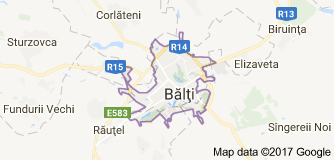 Corlăteni
R13
Biruința
Sturzovca
R14
R15
Elizaveta
Bălți
Fundurii Vechi
E583
Răuțel
Sîngereii Noi
Map data ©2017 Google